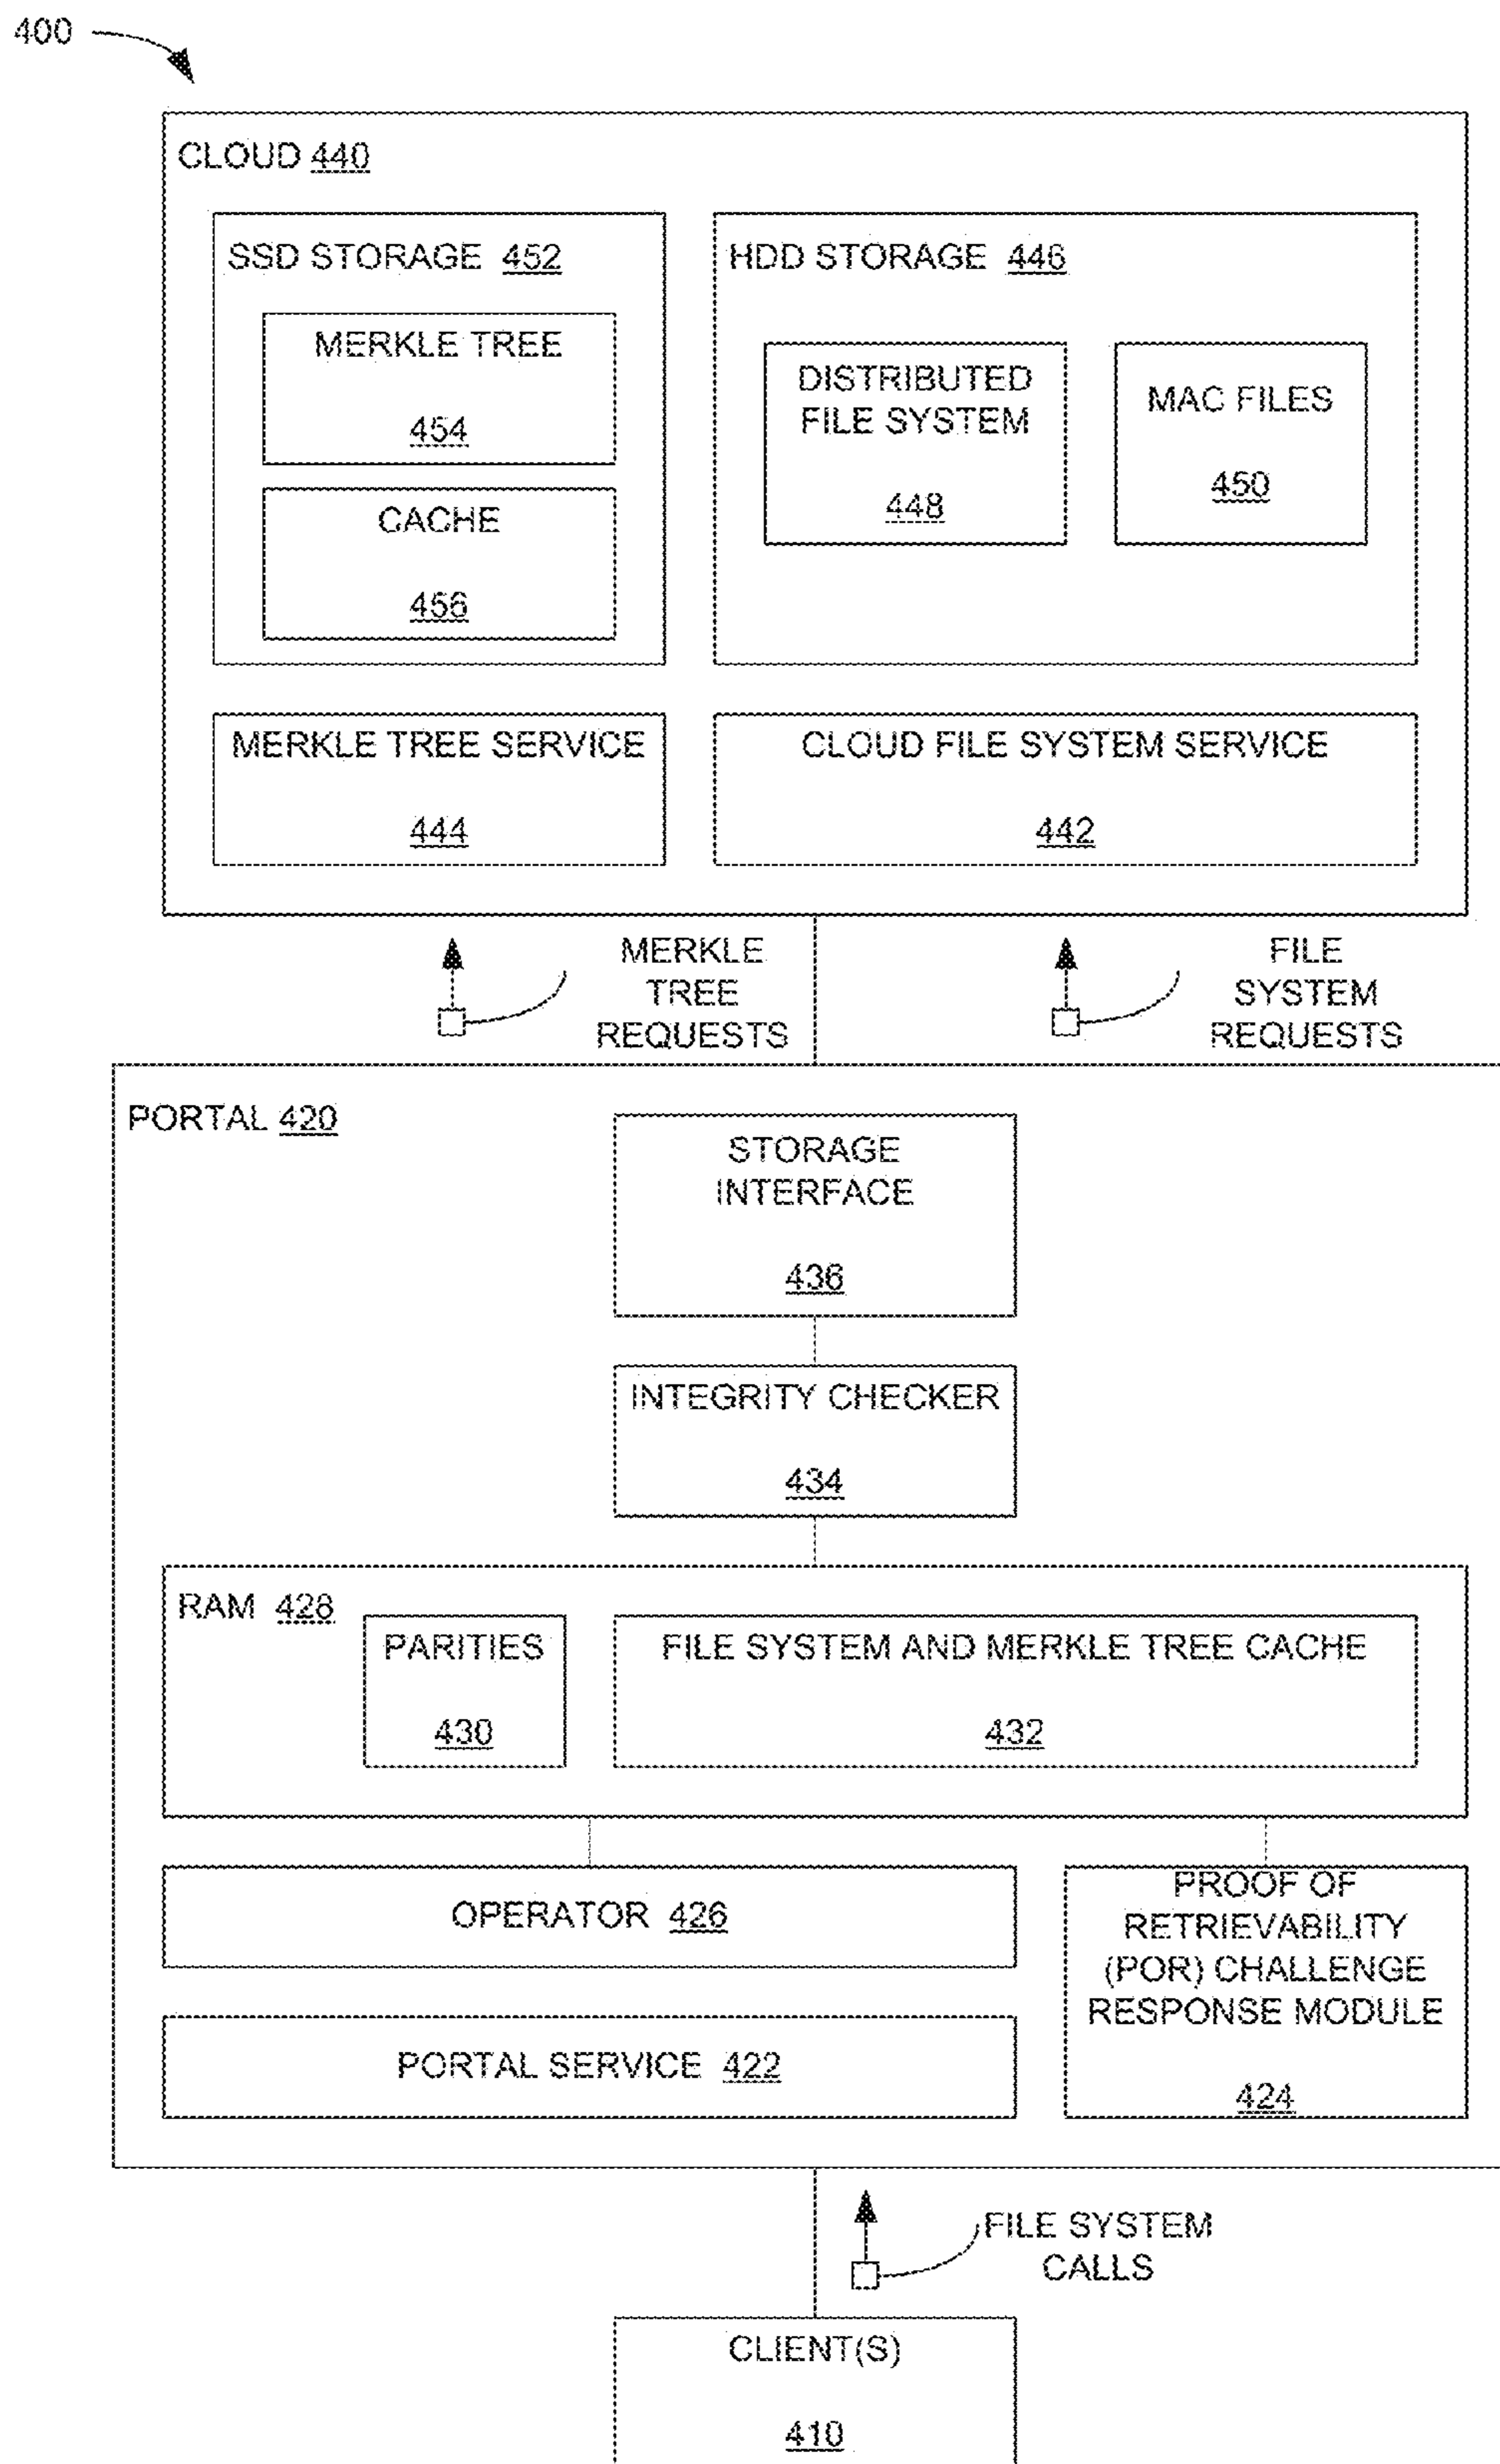 400
CLOUD 440
SSD STORAGE 452
MERKLE TREE
454
CACHE
456
HDD STORAGE 446
DISTRIBUTED
FILE SYSTEM
448
MAC FILES
450
MERKLE TREE SERVICE
444
CLOUD FILE SYSTEM SERVICE
442
MERKLE
TREE
REQUESTS
FILE
SYSTEM
REQUESTS
PORTAL 420
STORAGE
INTERFACE
436
INTEGRITY CHECKER
434
RAM 428
PARITIES
430
FILE SYSTEM AND MERKLE TREE CACHE
432
OPERATOR 426
PORTAL SERVICE 422
PROOF OF
RETRIEVABILITY
(POR) CHALLENGE
RESPONSE MODULE
424
FILE SYSTEM
CALLS
CLIENT(S)
410